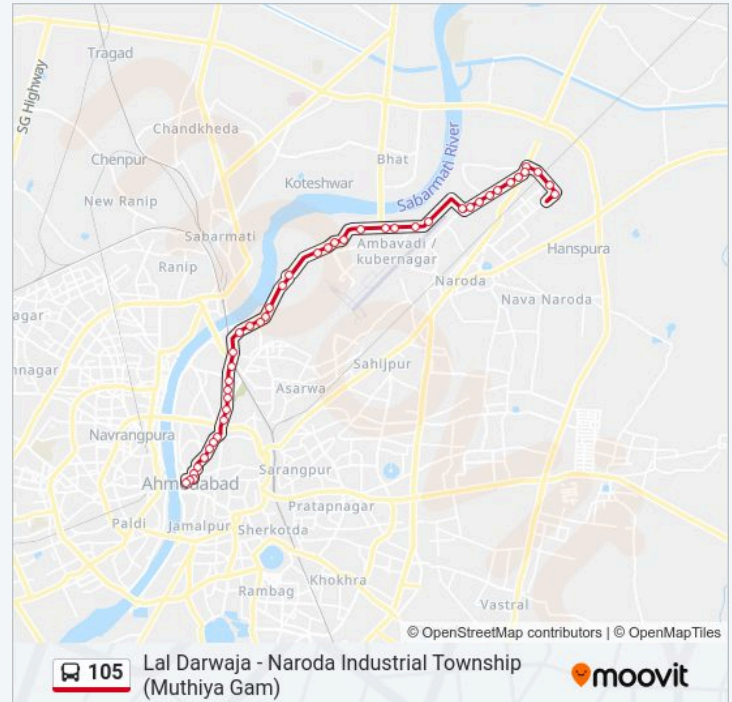 Tragad
SG Highway
Chandkheda
Chenpur
Bhat
Sabarmati River
Koteshwar
New Ranip
Sabarmati
Ambavadi /
kubernagar
Hanspura
Ranip
Naroda
Nava Naroda
agar
Sahijpur
nnagar
Asarwa
Navrangpura
Sarangpur
Ahmedabad
Pratapnagar
Paldi
Jamalpur
Sherkotda
Khokhra
Rambag
Vastral
© OpenStreetMap contributors | © OpenMapTiles
105
Lal Darwaja - Naroda Industrial Township
(Muthiya Gam)
moovit